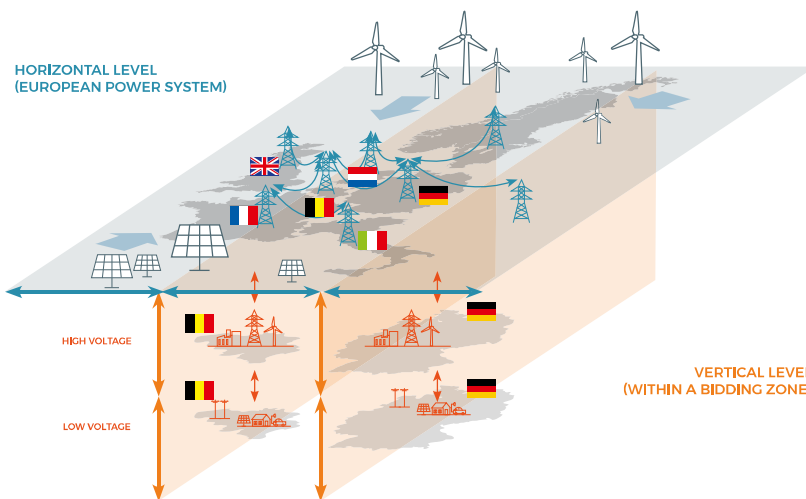 HORIZONTAL LEVEL
(EUROPEAN POWER SYSTEM)
HIGH VOLTAGE
VERTICAL LEVEL
(WITHIN A BIDDING ZONE
LOW VOLTAGE